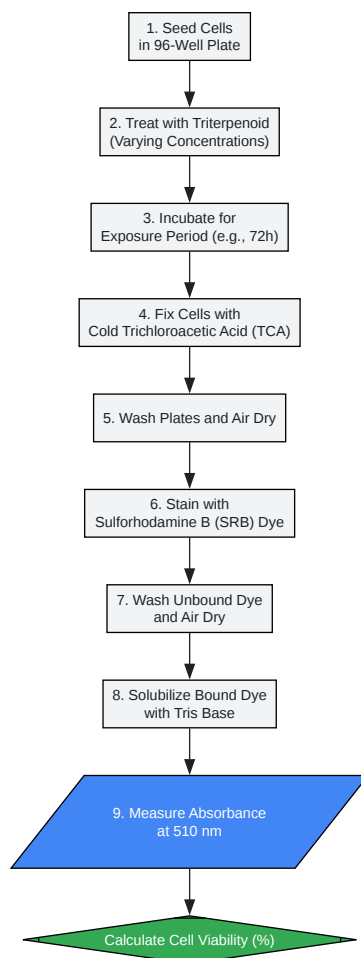 1. Seed Cells
in 96-Well Plate
2. Treat with Triterpenoid
(Varying Concentrations)
3. Incubate for
Exposure Period (e.g., 72h)
4. Fix Cells with
Cold Trichloroacetic Acid (TCA)
5. Wash Plates and Air Dry
6. Stain with
Sulforhodamine B (SRB) Dye
7. Wash Unbound Dye
and Air Dry
8. Solubilize Bound Dye
with Tris Base
9. Measure Absorbance
at 510 nm
Calculate Cell Viability (%)